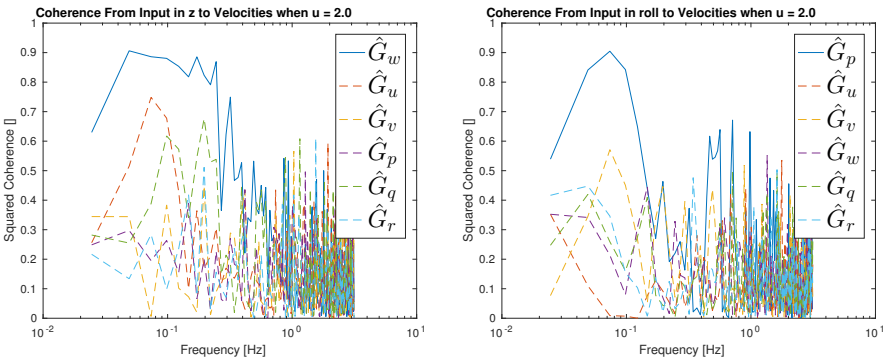 Coherence From Input in z to Velocities when u = 2.0
Squared Coherence []
0.9
0.8
0.7
0.6
0.5
0.4
0.3
0.2
0.1
0
10^-2
10^-1
10^0
10^1
Frequency [Hz]
Ĝ_w
Ĝ_u
Ĝ_v
Ĝ_p
Ĝ_q
Ĝ_r
Coherence From Input in roll to Velocities when u = 2.0
Squared Coherence []
1
0.9
0.8
0.7
0.6
0.5
0.4
0.3
0.2
0.1
0
10^-2
10^-1
10^0
10^1
Frequency [Hz]
Ĝ_p
Ĝ_u
Ĝ_v
Ĝ_w
Ĝ_q
Ĝ_r